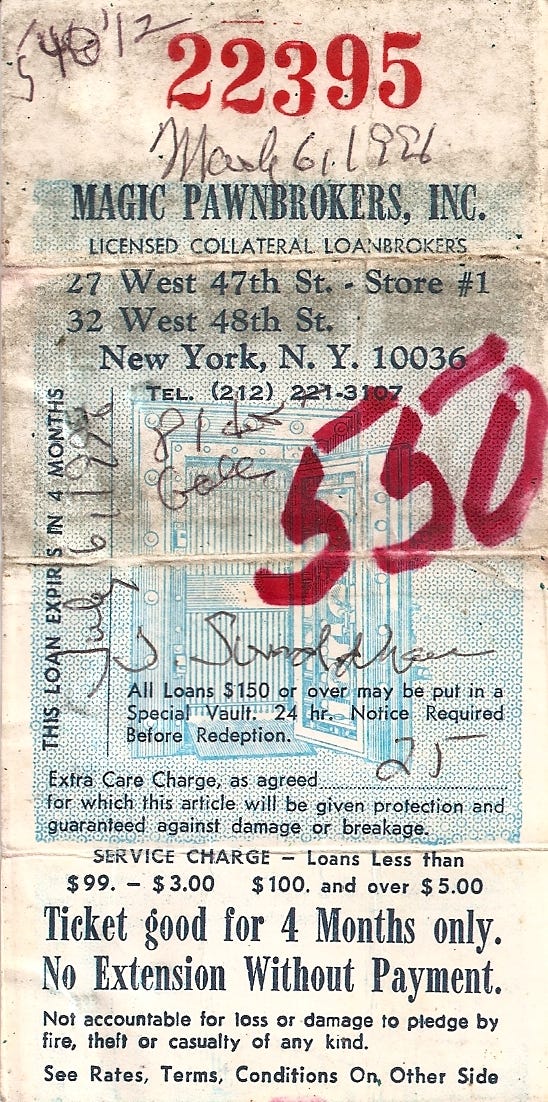 22395
March 6, 1996
MAGIC PAWNBROKERS, INC.
LICENSED COLLATERAL LOANBROKERS
27 West 47th St. - Store #1
32 West 48th St.
New York, N. Y. 10036
TEL. (212) 221-3107
550
THIS LOAN EXPIRES IN 4 MONTHS
July 6, 1996
All Loans $150 or over may be put in a
Special Vault. 24 hr. Notice Required
Before Redeption.
25
Extra Care Charge, as agreed
for which this article will be given protection and
guaranteed against damage or breakage.
SERVICE CHARGE – Loans Less than
$99. – $3.00 $100. and over $5.00
Ticket good for 4 Months only.
No Extension Without Payment.
Not accountable for loss or damage to pledge by
fire, theft or casualty of any kind.
See Rates, Terms, Conditions On Other Side